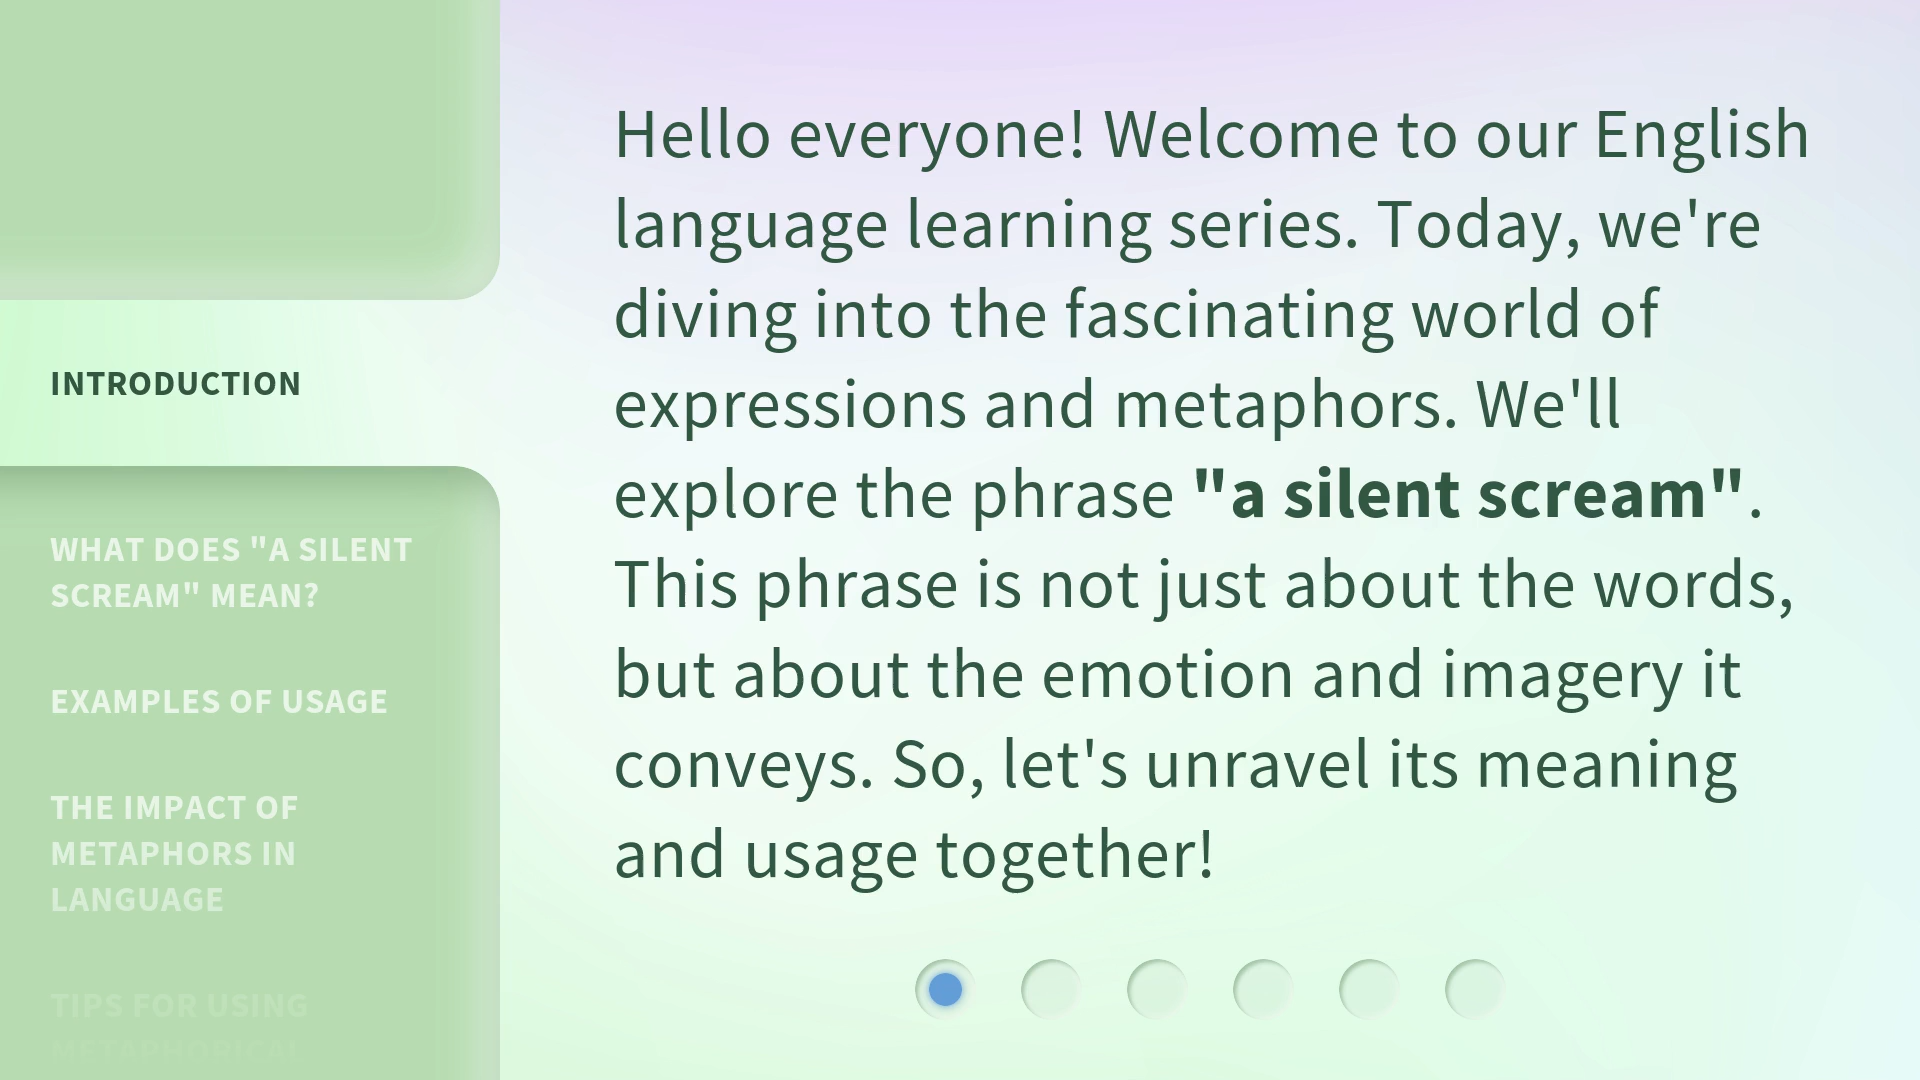 INTRODUCTION
WHAT DOES "A SILENT
SCREAM" MEAN?
EXAMPLES OF USAGE
THE IMPACT OF
METAPHORS IN
LANGUAGE
TIPS FOR USING
METAPHORICAL
Hello everyone! Welcome to our English
language learning series. Today, we're
diving into the fascinating world of
expressions and metaphors. We'll
explore the phrase "a silent scream".
This phrase is not just about the words,
but about the emotion and imagery it
conveys. So, let's unravel its meaning
and usage together!